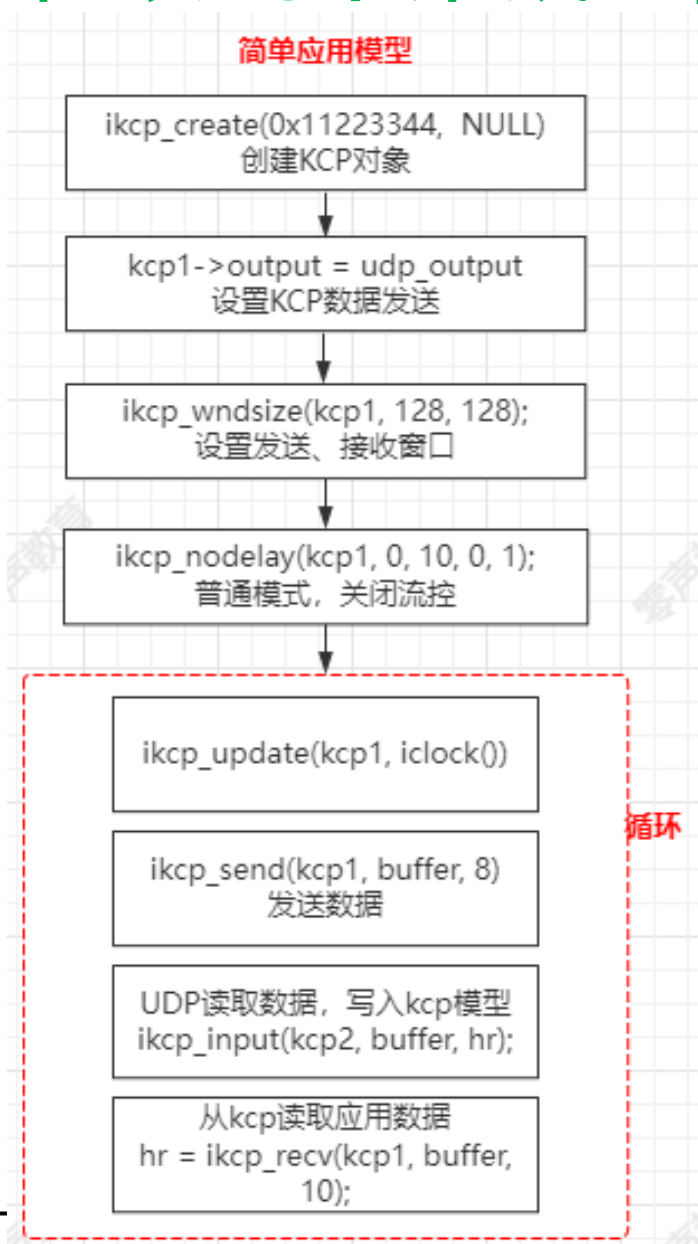 简单应用模型
ikcp_create(0x11223344, NULL)
创建KCP对象
kcp1->output = udp_output
设置KCP数据发送
ikcp_wndsize(kcp1, 128, 128);
设置发送、接收窗口
ikcp_nodelay(kcp1, 0, 10, 0, 1);
普通模式，关闭流控
ikcp_update(kcp1, iclock())
循环
ikcp_send(kcp1, buffer, 8)
发送数据
UDP读取数据，写入kcp模型
ikcp_input(kcp2, buffer, hr);
从kcp读取应用数据
hr = ikcp_recv(kcp1, buffer,
10);